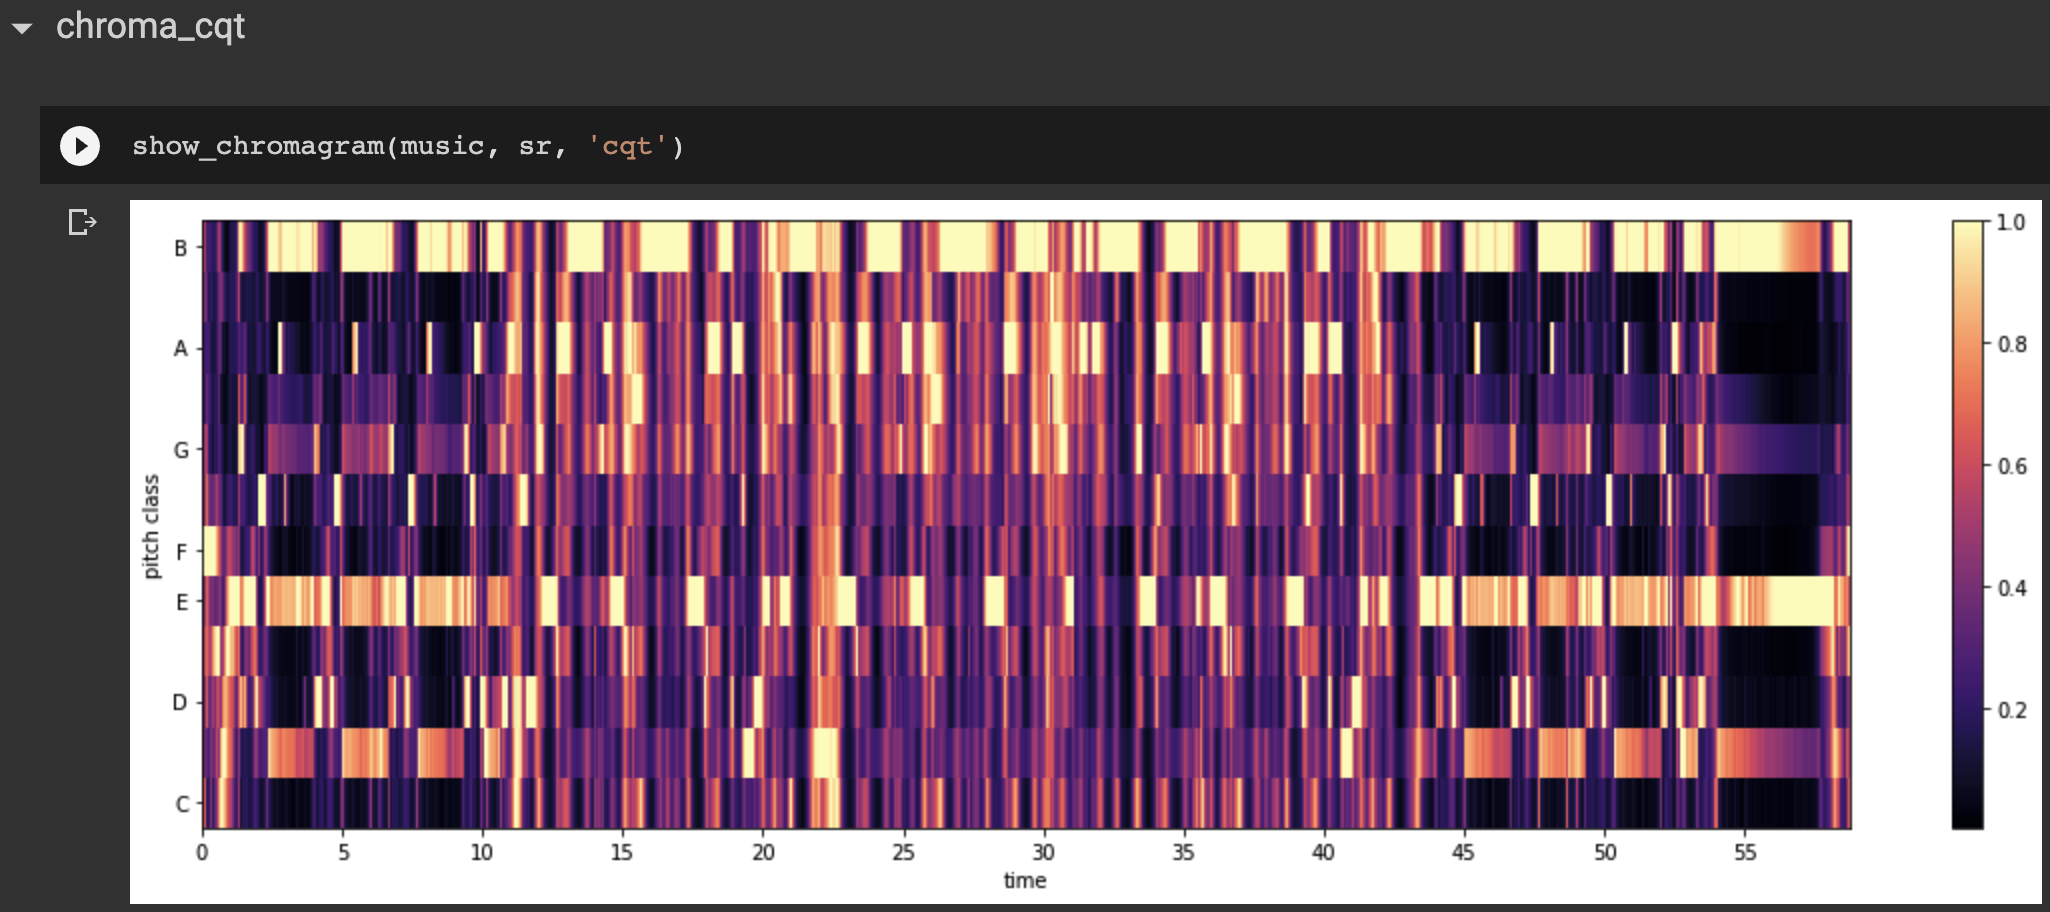 chroma_cqt
show_chromagram(music, sr, 'cqt')
B
A
G
F
E
D
C
pitch class
0 5 10 15 20 25 30 35 40 45 50 55
time
1.0
0.8
0.6
0.4
0.2